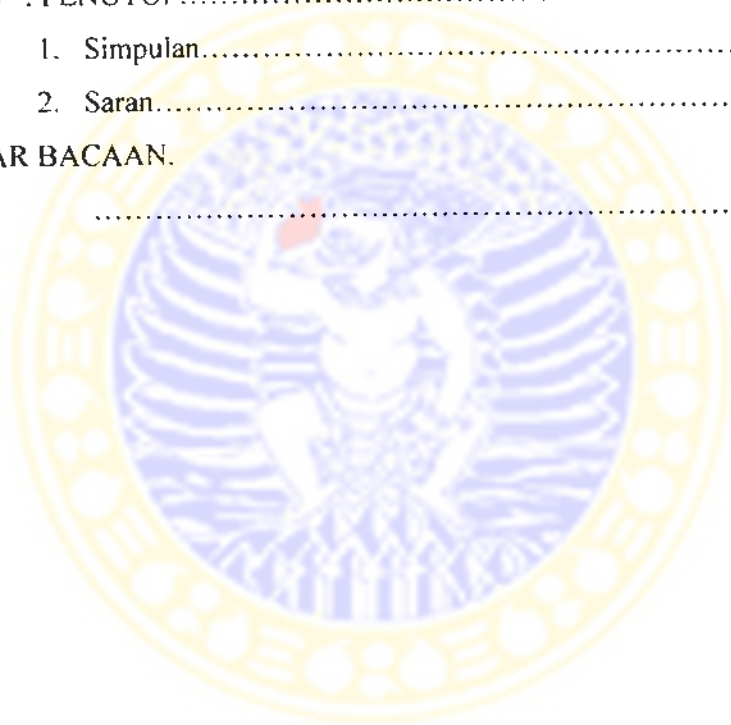 : PENUTUP ..............................................
1. Simpulan..............................................................
2. Saran....................................................................
AR BACAAN.
..............................................................................